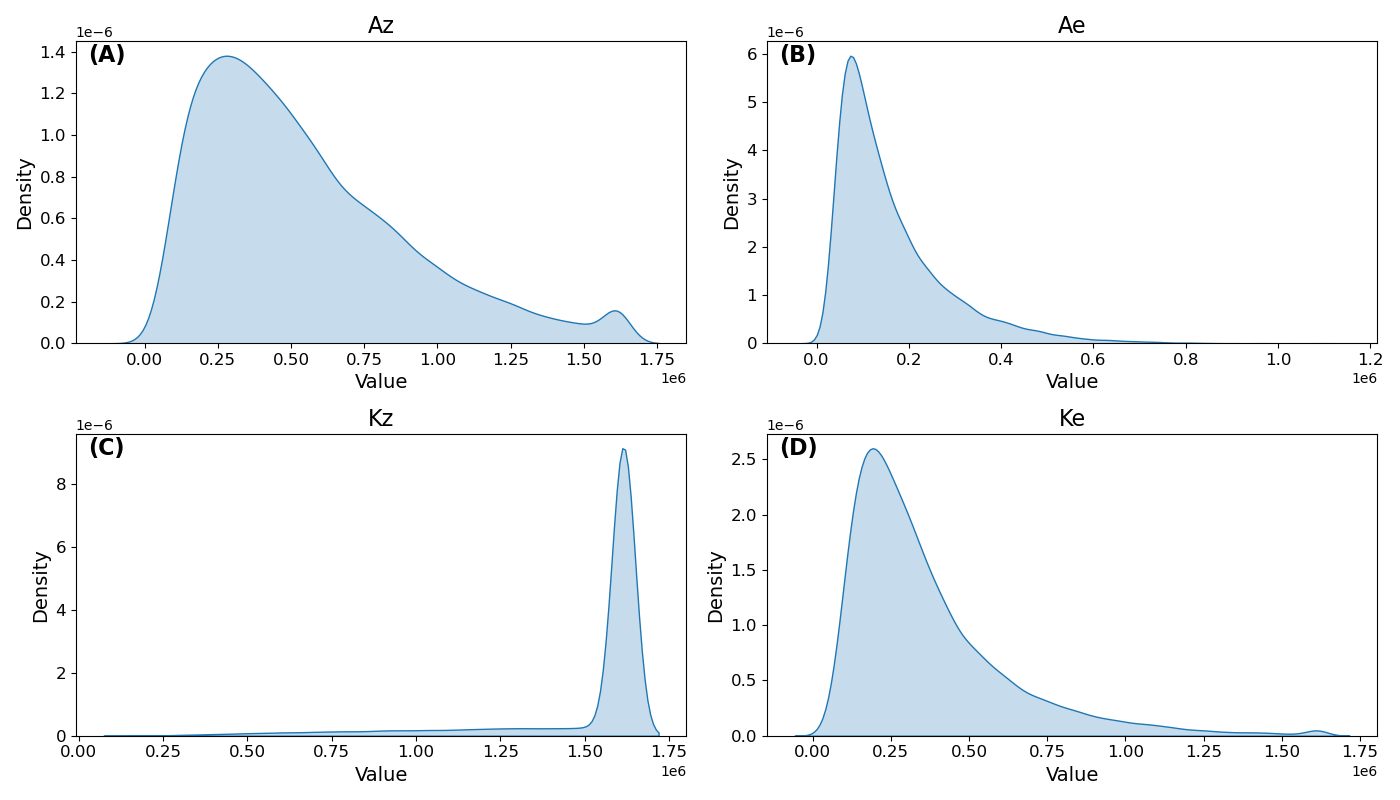 Az
1e−6
(A)
1.4
1.2
1.0
0.8
0.6
0.4
0.2
0.0
Density
0.00 0.25 0.50 0.75 1.00 1.25 1.50 1.75
1e6
Value
Ae
1e−6
(B)
6
5
4
3
2
1
0
Density
0.0 0.2 0.4 0.6 0.8 1.0 1.2
1e6
Value
Kz
1e−6
(C)
8
6
4
2
0
Density
0.00 0.25 0.50 0.75 1.00 1.25 1.50 1.75
1e6
Value
Ke
1e−6
(D)
2.5
2.0
1.5
1.0
0.5
0.0
Density
0.00 0.25 0.50 0.75 1.00 1.25 1.50 1.75
1e6
Value